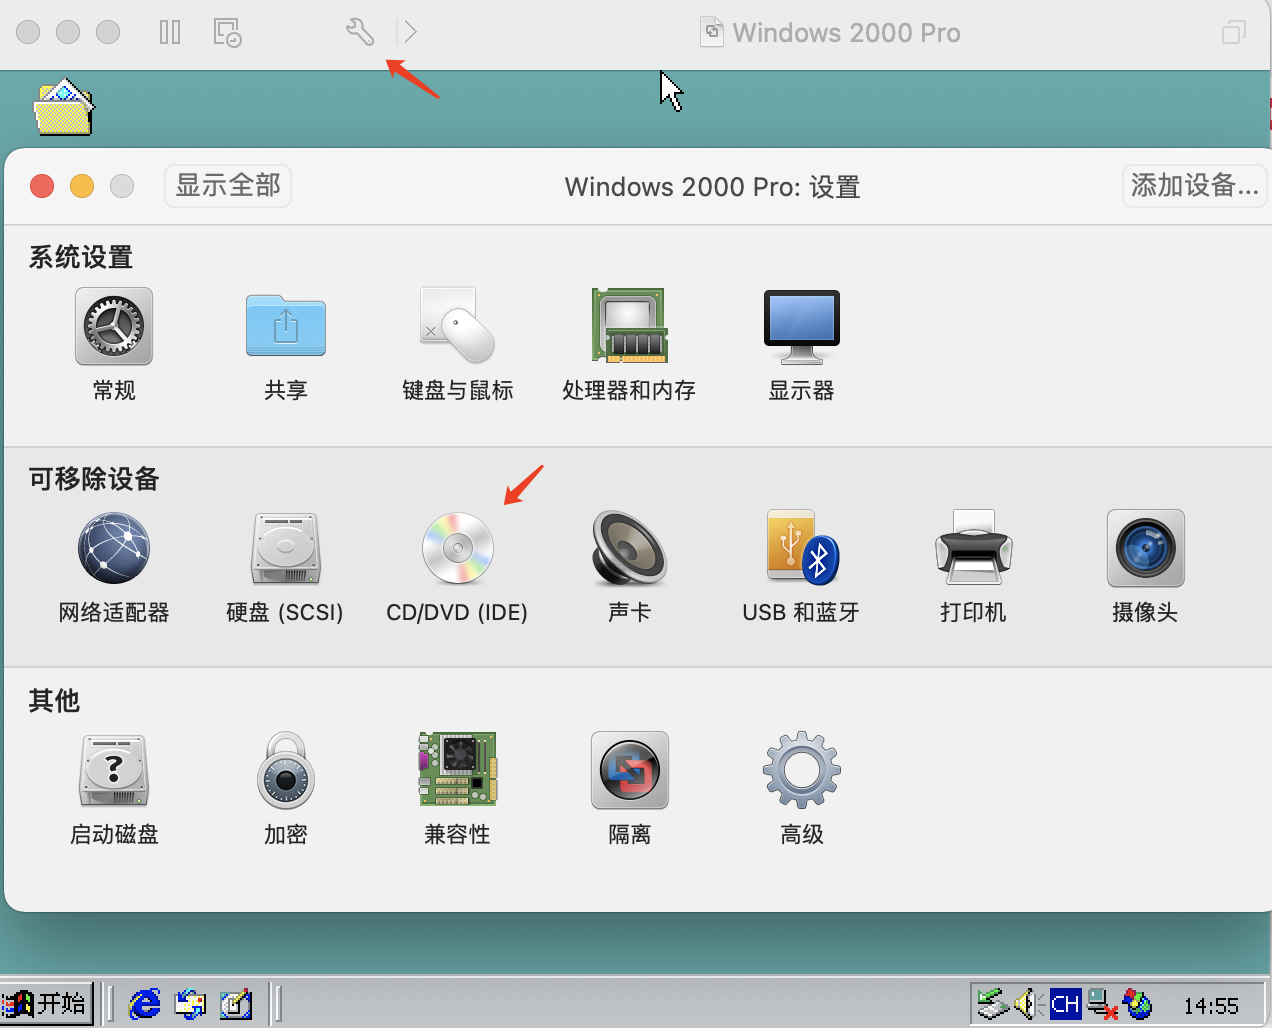 Windows 2000 Pro
显示全部
Windows 2000 Pro: 设置
添加设备...
系统设置
常规
共享
键盘与鼠标
处理器和内存
显示器
可移除设备
网络适配器
硬盘 (SCSI)
CD/DVD (IDE)
声卡
USB 和蓝牙
打印机
摄像头
其他
?
启动磁盘
加密
兼容性
隔离
高级
开始
CH
14:55